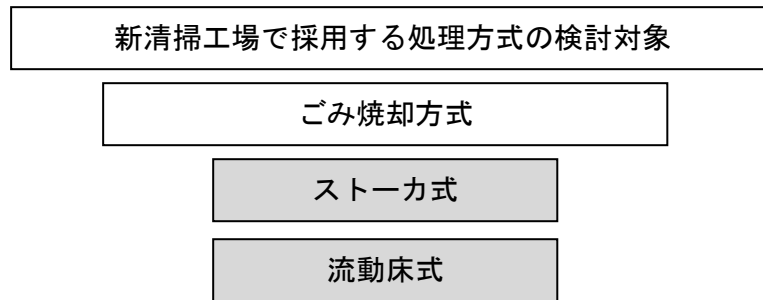 新清掃工場で採用する処理方式の検討対象
ごみ焼却方式
ストーカ式
流動床式